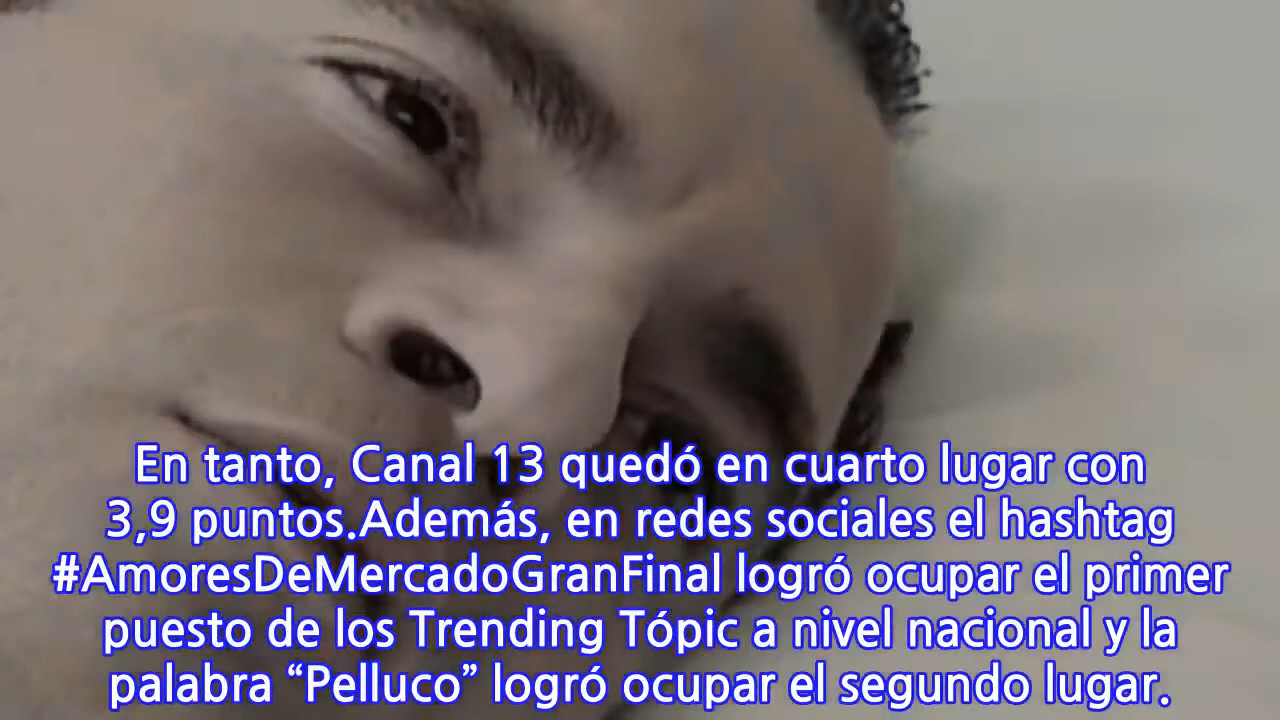 En tanto, Canal 13 quedó en cuarto lugar con
3,9 puntos.Además, en redes sociales el hashtag
#AmoresDeMercadoGranFinal logró ocupar el primer
puesto de los Trending Tópic a nivel nacional y la
palabra “Pelluco” logró ocupar el segundo lugar.